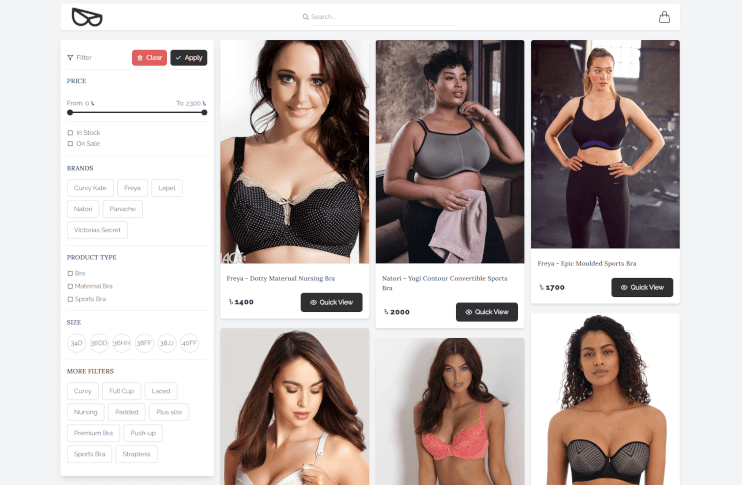 Search...
Filter
Clear
Apply
PRICE
From 0 ৳
To 2300 ৳
In Stock
On Sale
BRANDS
Curvy Kate
Freya
Lepel
Natori
Panache
Victorias Secret
PRODUCT TYPE
Bra
Maternal Bra
Sports Bra
SIZE
34D
36DD
36HH
38FF
38JJ
40FF
MORE FILTERS
Curvy
Full Cup
Laced
Nursing
Padded
Plus size
Premium Bra
Push-up
Sports Bra
Strapless
Freya - Dotty Maternal Nursing Bra
৳ 1400
Quick View
Natori - Yogi Contour Convertible Sports
Bra
৳ 2000
Quick View
Freya - Epic Moulded Sports Bra
৳ 1700
Quick View